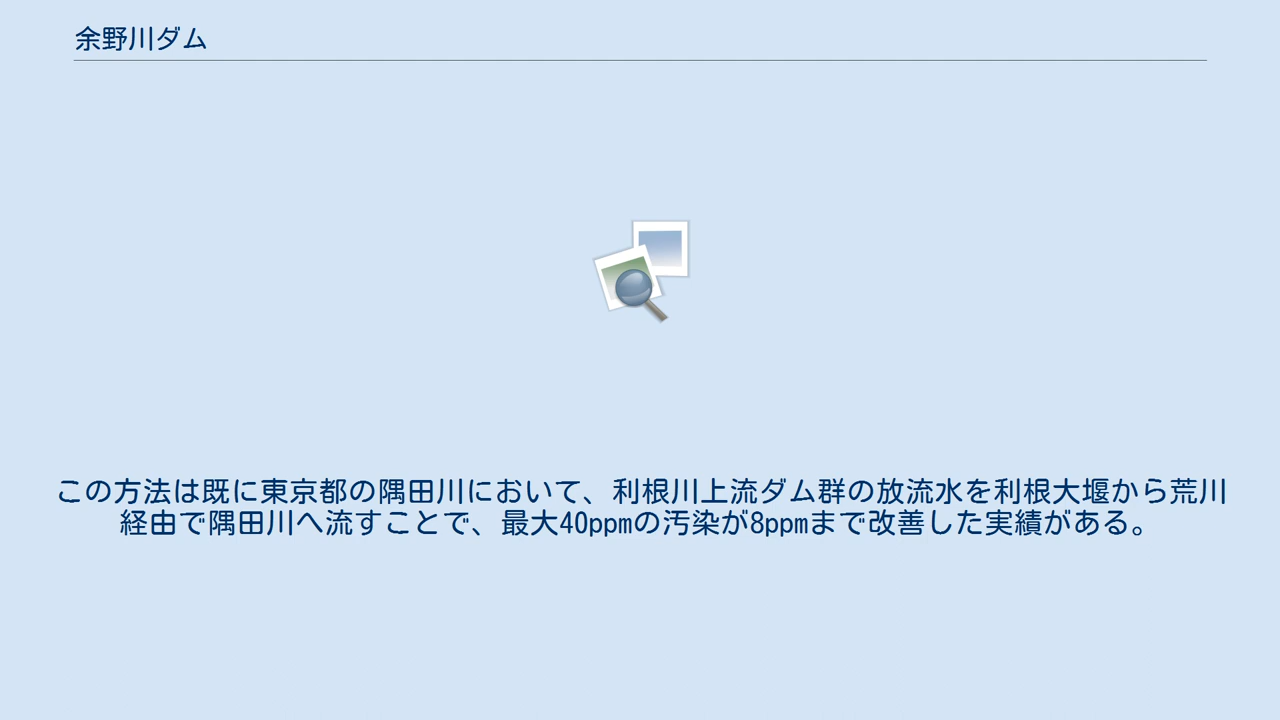 余野川ダム
この方法は既に東京都の隅田川において、利根川上流ダム群の放流水を利根大堰から荒川
経由で隅田川へ流すことで、最大40ppmの汚染が8ppmまで改善した実績がある。